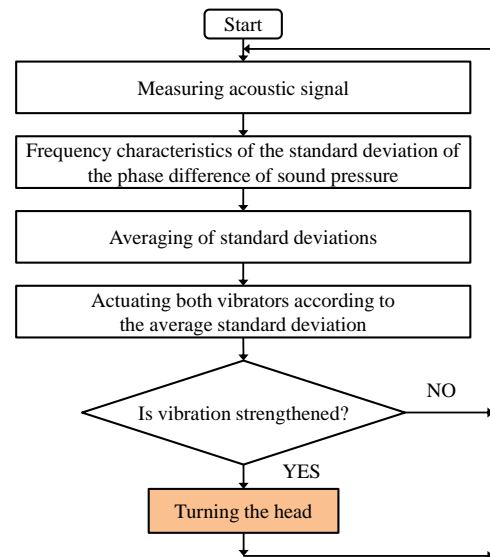 Start
Measuring acoustic signal
Frequency characteristics of the standard deviation of
the phase difference of sound pressure
Averaging of standard deviations
Actuating both vibrators according to
the average standard deviation
Is vibration strengthened?
NO
YES
Turning the head